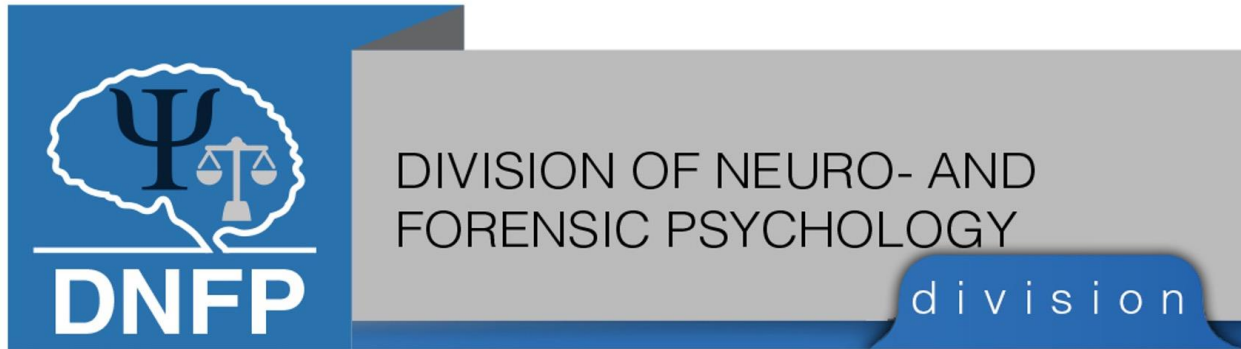 Ψ
DNFP
DIVISION OF NEURO- AND
FORENSIC PSYCHOLOGY
division